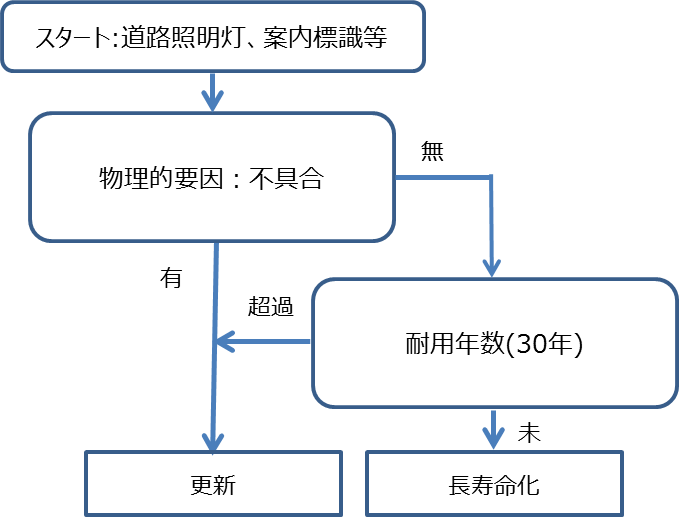 スタート:道路照明灯、案内標識等
物理的要因：不具合
無
有
超過
耐用年数(30年)
未
更新
長寿命化